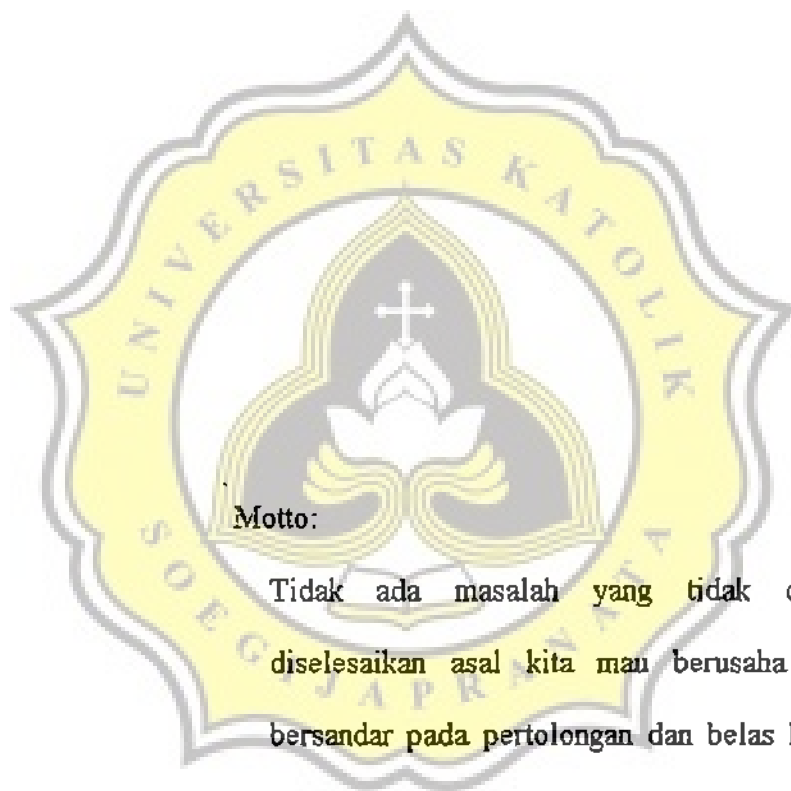 UNIVERSITAS KATOLIK
Motto:
Tidak ada masalah yang tidak
diselesaikan asal kita mau berusaha
bersandar pada pertolongan dan belas
SOEGIJAPRANATA